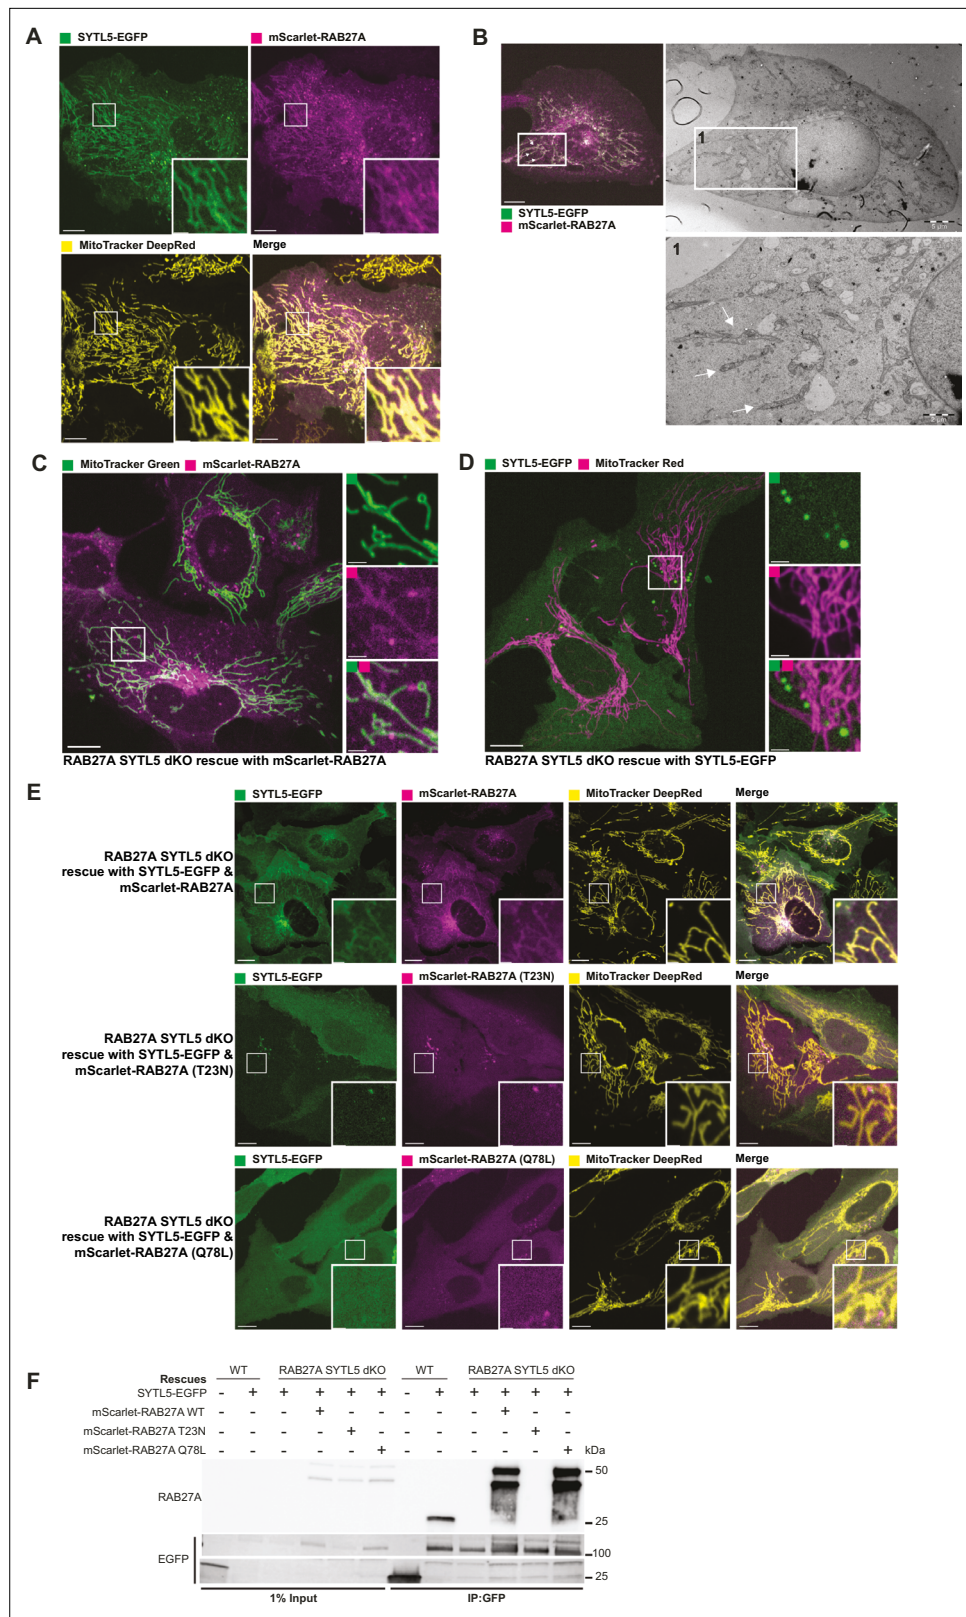 A
SYTL5-EGFP
mScarlet-RAB27A
MitoTracker DeepRed
Merge
B
1
SYTL5-EGFP
mScarlet-RAB27A
5 µm
1
C
MitoTracker Green
mScarlet-RAB27A
RAB27A SYTL5 dKO rescue with mScarlet-RAB27A
D
SYTL5-EGFP
MitoTracker Red
RAB27A SYTL5 dKO rescue with SYTL5-EGFP
E
SYTL5-EGFP
mScarlet-RAB27A
MitoTracker DeepRed
Merge
RAB27A SYTL5 dKO
rescue with SYTL5-EGFP &
mScarlet-RAB27A
SYTL5-EGFP
mScarlet-RAB27A (T23N)
MitoTracker DeepRed
Merge
RAB27A SYTL5 dKO
rescue with SYTL5-EGFP &
mScarlet-RAB27A (T23N)
SYTL5-EGFP
mScarlet-RAB27A (Q78L)
MitoTracker DeepRed
Merge
RAB27A SYTL5 dKO
rescue with SYTL5-EGFP &
mScarlet-RAB27A (Q78L)
F
WT RAB27A SYTL5 dKO WT RAB27A SYTL5 dKO
Rescues
SYTL5-EGFP - + + + + + - + + + + +
mScarlet-RAB27A WT - - - + - - - - - + - -
mScarlet-RAB27A T23N - - - - + - - - - - + -
mScarlet-RAB27A Q78L - - - - - + - - - - - + kDa
RAB27A
50
25
EGFP
100
25
1% Input
IP:GFP